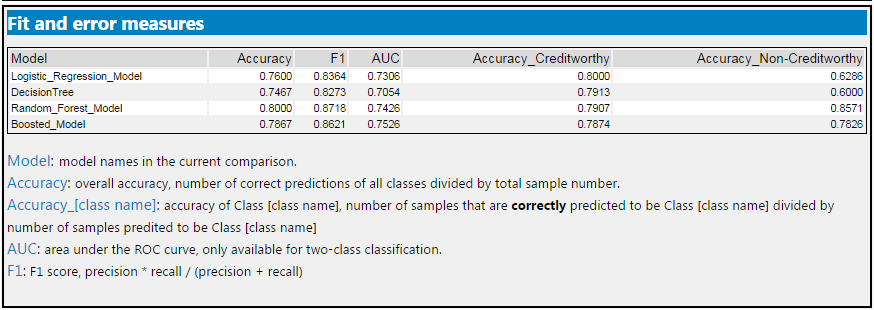 Fit and error measures
Model Accuracy F1 AUC Accuracy_Creditworthy Accuracy_Non-Creditworthy
Logistic_Regression_Model 0.7600 0.8364 0.7306 0.8000 0.6286
DecisionTree 0.7467 0.8273 0.7054 0.7913 0.6000
Random_Forest_Model 0.8000 0.8718 0.7426 0.7907 0.8571
Boosted_Model 0.7867 0.8621 0.7526 0.7874 0.7826
Model: model names in the current comparison.
Accuracy: overall accuracy, number of correct predictions of all classes divided by total sample number.
Accuracy_[class name]: accuracy of Class [class name], number of samples that are correctly predicted to be Class [class name] divided by
number of samples predited to be Class [class name]
AUC: area under the ROC curve, only available for two-class classification.
F1: F1 score, precision * recall / (precision + recall)